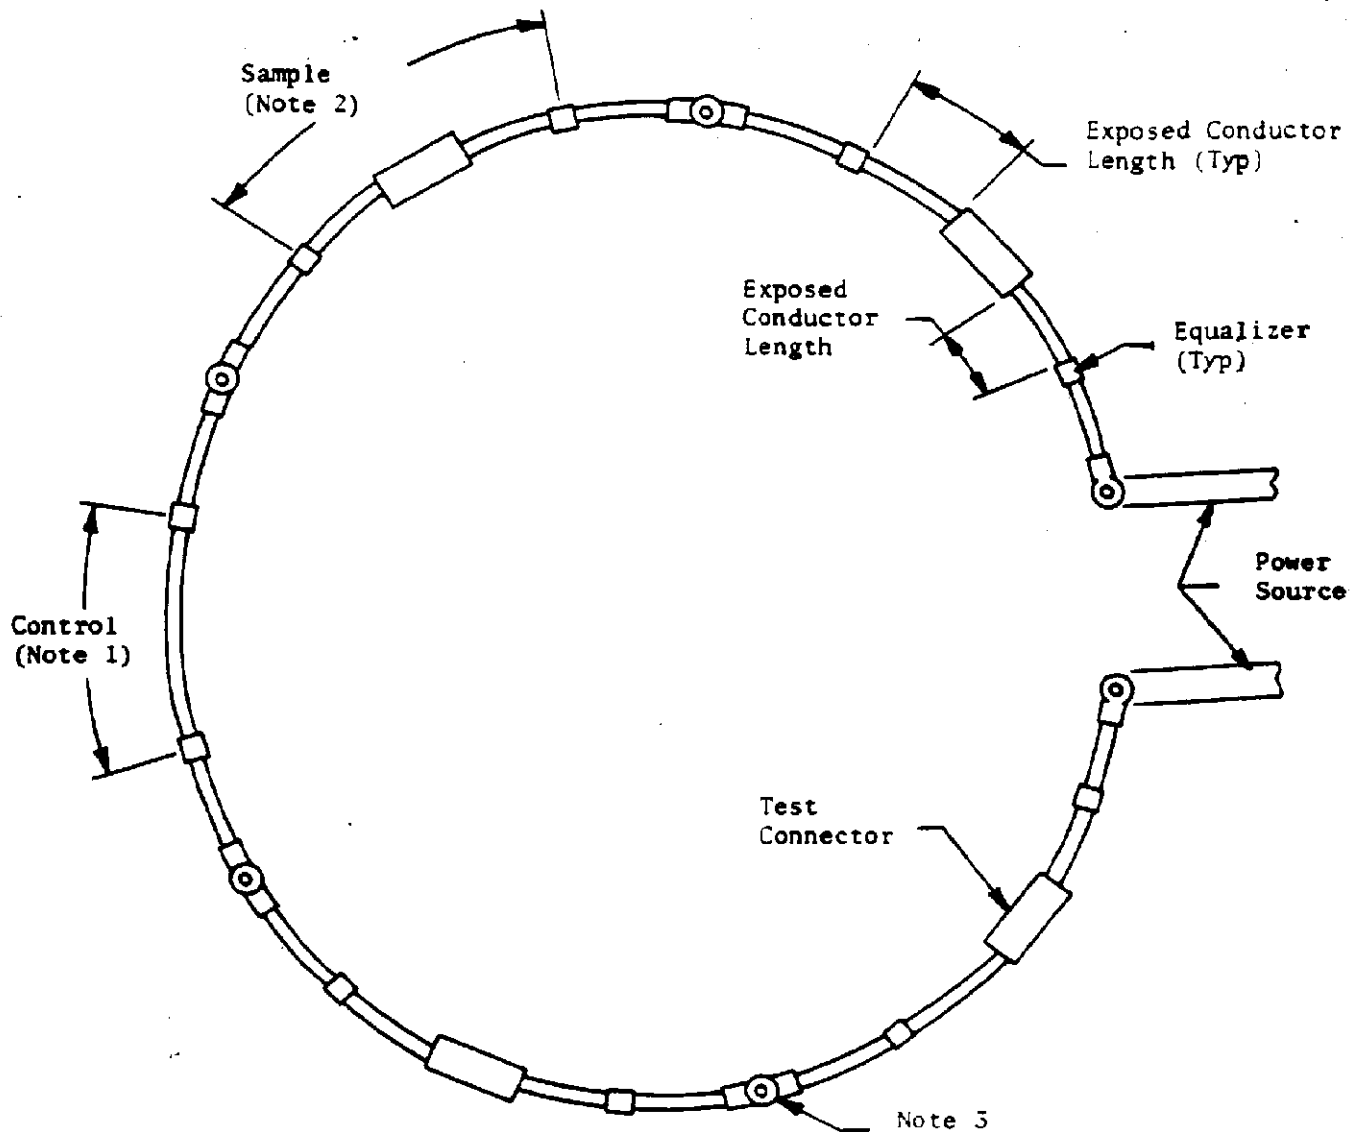 Sample
(Note 2)
Exposed Conductor
Length (Typ)
Exposed
Conductor
Length
Equalizer
(Typ)
Power
Source
Control
(Note 1)
Test
Connector
Note 3